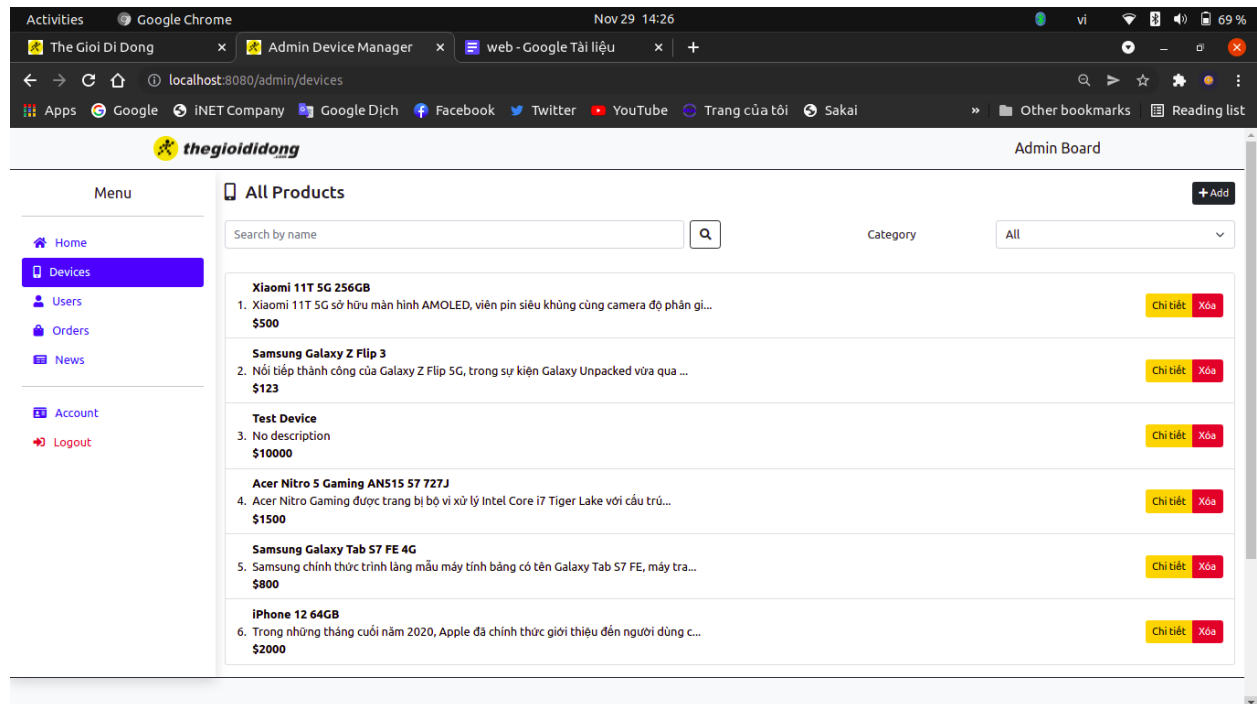 Activities Google Chrome Nov 29 14:26 vi 69 %
The Gioi Di Dong × Admin Device Manager × web - Google Tài liệu × +
localhost:8080/admin/devices
Apps Google iNET Company Google Dịch Facebook Twitter YouTube Trang của tôi Sakai » Other bookmarks Reading list
thegioididong.com Admin Board
Menu
Home
Devices
Users
Orders
News
Account
Logout
All Products +Add
Search by name Category All
Xiaomi 11T 5G 256GB
1. Xiaomi 11T 5G sở hữu màn hình AMOLED, viên pin siêu khủng cùng camera độ phân gi... Chi tiết Xóa
$500
Samsung Galaxy Z Flip 3
2. Nối tiếp thành công của Galaxy Z Flip 5G, trong sự kiện Galaxy Unpacked vừa qua ... Chi tiết Xóa
$123
Test Device
3. No description Chi tiết Xóa
$10000
Acer Nitro 5 Gaming AN515 57 727J
4. Acer Nitro Gaming được trang bị bộ vi xử lý Intel Core i7 Tiger Lake với cấu trú... Chi tiết Xóa
$1500
Samsung Galaxy Tab S7 FE 4G
5. Samsung chính thức trình làng mẫu máy tính bảng có tên Galaxy Tab S7 FE, máy tra... Chi tiết Xóa
$800
iPhone 12 64GB
6. Trong những tháng cuối năm 2020, Apple đã chính thức giới thiệu đến người dùng c... Chi tiết Xóa
$2000